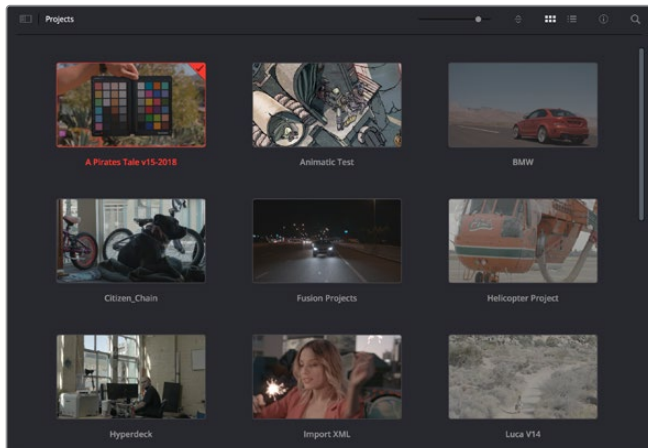 Projects
A Pirates Tale v15-2018
Animatic Test
BMW
Citizen_Chain
Fusion Projects
Helicopter Project
Hyperdeck
Import XML
Luca V14